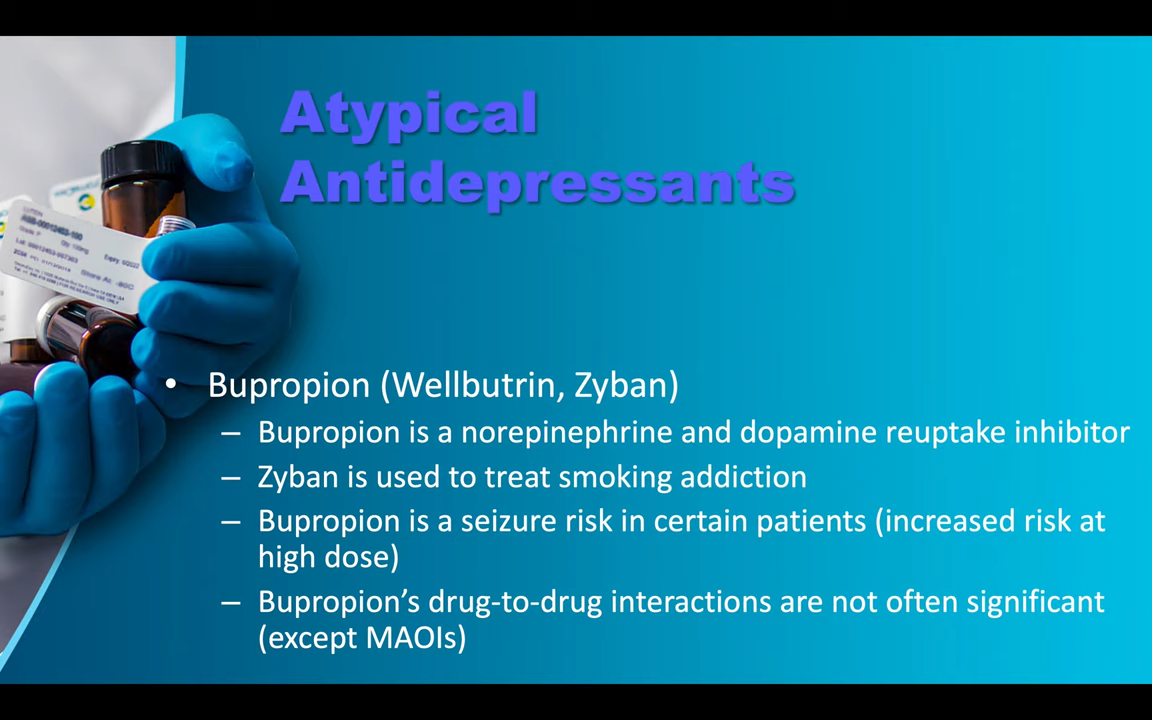 Atypical
Antidepressants
• Bupropion (Wellbutrin, Zyban)
– Bupropion is a norepinephrine and dopamine reuptake inhibitor
– Zyban is used to treat smoking addiction
– Bupropion is a seizure risk in certain patients (increased risk at
high dose)
– Bupropion’s drug-to-drug interactions are not often significant
(except MAOIs)